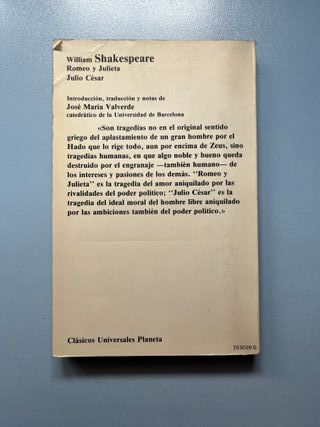 William Shakespeare
Romeo y Julieta
Julio César
Introducción, traducción y notas de
José María Valverde
catedrático de la Universidad de Barcelona
«Son tragedias no en el original sentido
griego del aplastamiento de un gran hombre por el
Hado que lo rige todo, aun por encima de Zeus, sino
tragedias humanas, en que algo noble y bueno queda
destruido por el engranaje —también humano— de
los intereses y pasiones de los demás. "Romeo y
Julieta" es la tragedia del amor aniquilado por las
rivalidades del poder político; "Julio César" es la
tragedia del ideal moral del hombre libre aniquilado
por las ambiciones también del poder político.»
Clásicos Universales Planeta
253026-0